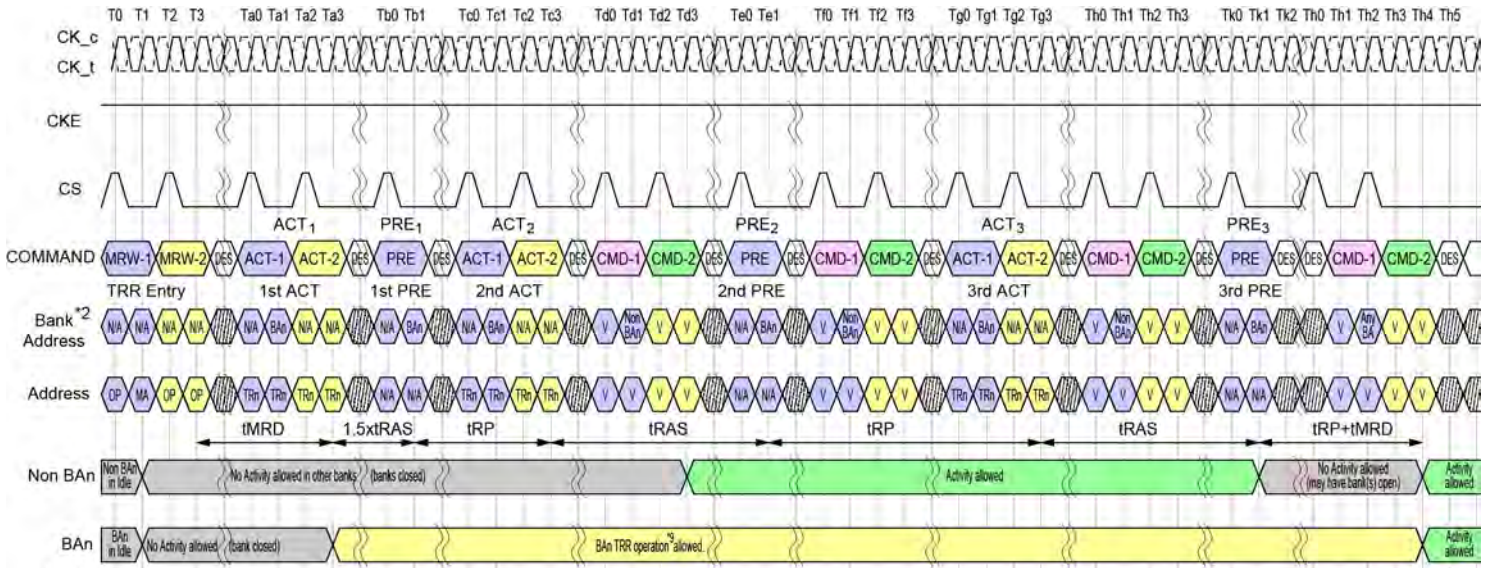 T0 T1 T2 T3 Ta0 Ta1 Ta2 Ta3 Tb0 Tb1 Tc0 Tc1 Tc2 Tc3 Td0 Td1 Td2 Td3 Te0 Te1 Tf0 Tf1 Tf2 Tf3 Tg0 Tg1 Tg2 Tg3 Th0 Th1 Th2 Th3 Tk0 Tk1 Tk2 Th0 Th1 Th2 Th3 Th4 Th5
CK_c
CK_t
CKE
CS
ACT1 PRE1 ACT2 PRE2 ACT3 PRE3
COMMAND MRW-1 MRW-2 DES ACT-1 ACT-2 DES PRE DES ACT-1 ACT-2 DES CMD-1 CMD-2 DES PRE DES CMD-1 CMD-2 DES ACT-1 ACT-2 DES CMD-1 CMD-2 DES PRE DES DES CMD-1 CMD-2 DES
TRR Entry 1st ACT 1st PRE 2nd ACT 2nd PRE 3rd ACT 3rd PRE
Bank*2
Address
N/A N/A N/A N/A N/A BAn N/A N/A N/A BAn N/A BAn N/A N/A V Non BAn V V N/A BAn V Non BAn V V N/A BAn N/A N/A V Non BAn V V N/A BAn V Any BA V V
Address OP MA OP OP TRn TRn TRn TRn N/A N/A TRn TRn TRn TRn V V V V N/A N/A V V V V TRn TRn TRn TRn V V V V N/A N/A V V V V
tMRD 1.5xtRAS tRP tRAS tRP tRAS tRP+tMRD
Non BAn
Non BAn
in Idle
No Activity allowed in other banks (banks closed)
Activity allowed
No Activity allowed
(may have bank(s) open)
Activity
allowed
BAn
BAn
in Idle
No Activity allowed (bank closed)
BAn TRR operation*9 allowed.
Activity
allowed